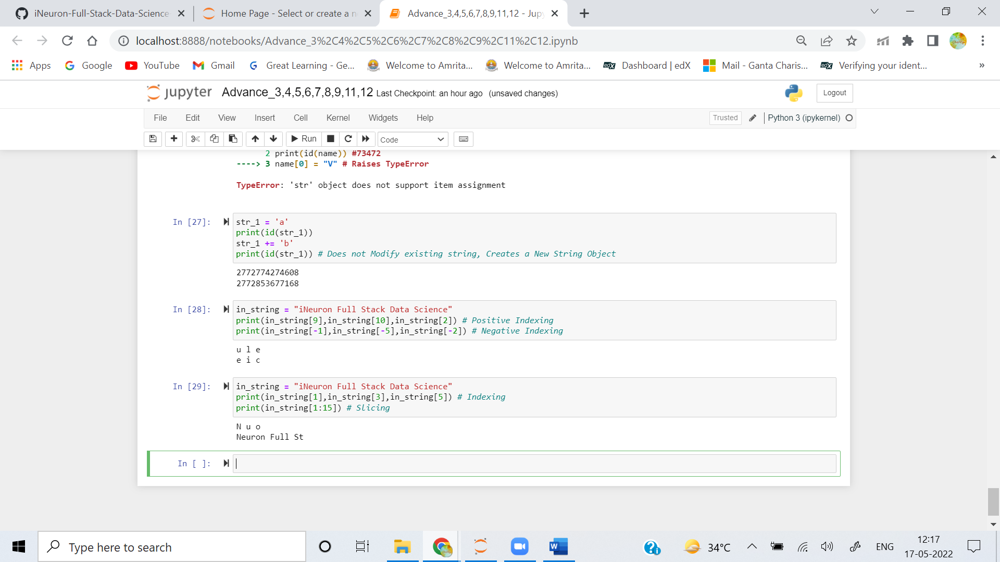 iNeuron-Full-Stack-Data-Science
Home Page - Select or create a n
Advance_3,4,5,6,7,8,9,11,12 - Jupy
localhost:8888/notebooks/Advance_3%2C4%2C5%2C6%2C7%2C8%2C9%2C11%2C12.ipynb
Apps
Google
YouTube
Gmail
Great Learning - Ge...
Welcome to Amrita...
Welcome to Amrita...
edX
Dashboard | edX
Mail - Ganta Charis...
edX
Verifying your ident...
»
jupyter
Advance_3,4,5,6,7,8,9,11,12 Last Checkpoint: an hour ago (unsaved changes)
Logout
File Edit View Insert Cell Kernel Widgets Help
Trusted
Python 3 (ipykernel)
Run
Code
2 print(id(name)) #73472
----> 3 name[0] = "V" # Raises TypeError
TypeError: 'str' object does not support item assignment
In [27]:
str_1 = 'a'
print(id(str_1))
str_1 += 'b'
print(id(str_1)) # Does not Modify existing string, Creates a New String Object
2772774274608
2772853677168
In [28]:
in_string = "iNeuron Full Stack Data Science"
print(in_string[9],in_string[10],in_string[2]) # Positive Indexing
print(in_string[-1],in_string[-5],in_string[-2]) # Negative Indexing
u l e
e i c
In [29]:
in_string = "iNeuron Full Stack Data Science"
print(in_string[1],in_string[3],in_string[5]) # Indexing
print(in_string[1:15]) # Slicing
N u o
Neuron Full St
In [ ]:
Type here to search
34°C
ENG
12:17
17-05-2022